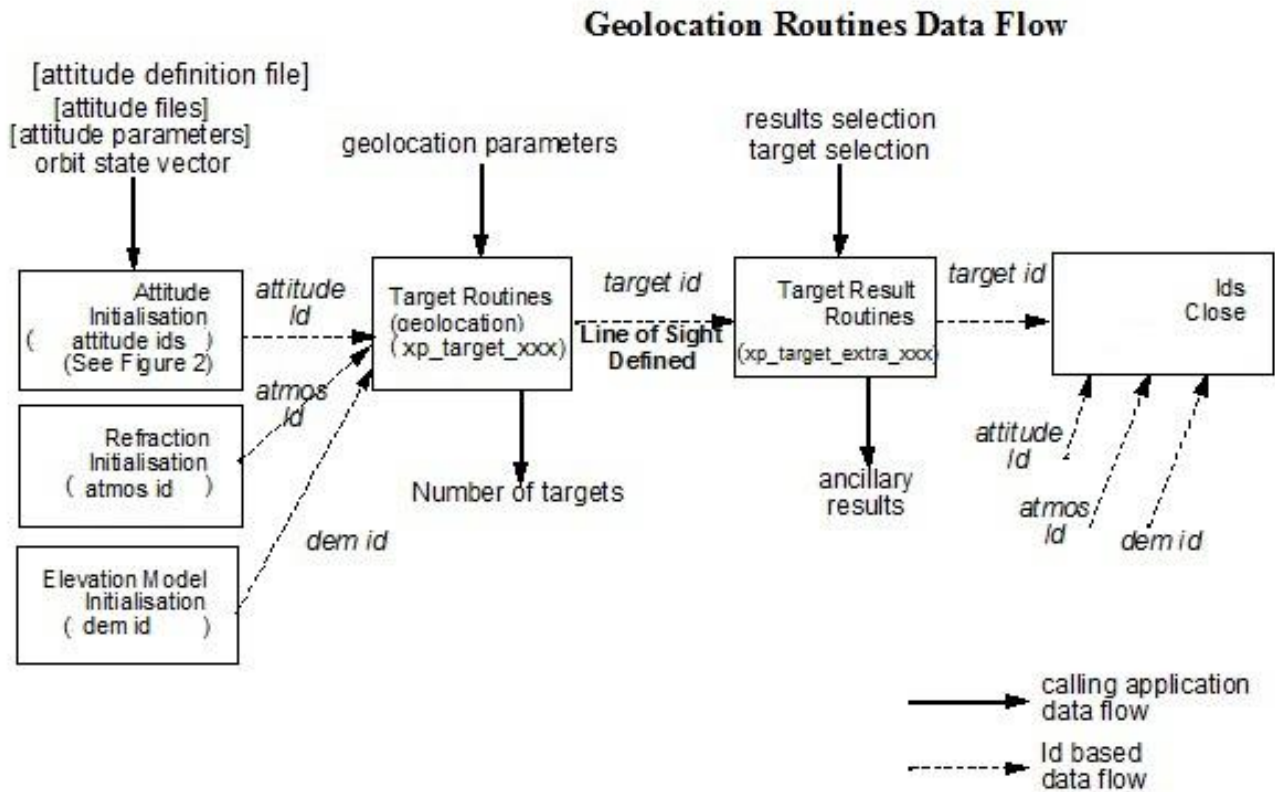 Geolocation Routines Data Flow
[attitude definition file]
[attitude files]
[attitude parameters]
orbit state vector
geolocation parameters
results selection
target selection
Attitude
Initialisation
( attitude ids )
(See Figure 2)
attitude
Id
Target Routines
(geolocation)
(xp_target_xxx)
target id
Line of Sight
Defined
Target Result
Routines
(xp_target_extra_xxx)
target id
Ids
Close
atmos
Id
Refraction
Initialisation
( atmos id )
Number of targets
ancillary
results
attitude
Id
atmos
Id
dem id
dem id
Elevation Model
Initialisation
( dem id )
calling application
data flow
Id based
data flow